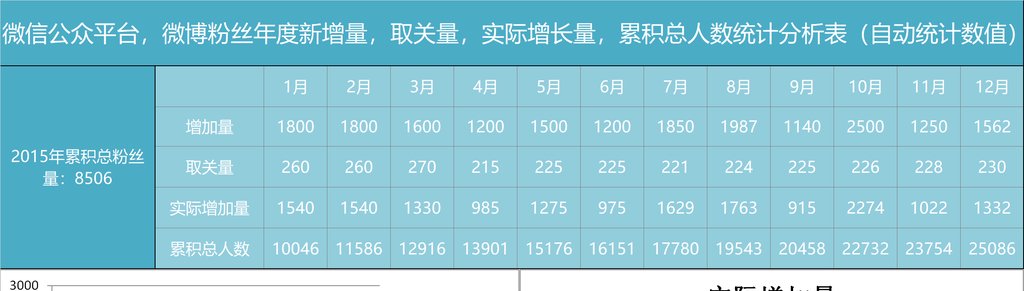 微信公众平台，微博粉丝年度新增量，取关量，实际增长量，累积总人数统计分析表（自动统计数值）
1月 2月 3月 4月 5月 6月 7月 8月 9月 10月 11月 12月
2015年累积总粉丝
量：8506
增加量 1800 1800 1600 1200 1500 1200 1850 1987 1140 2500 1250 1562
取关量 260 260 270 215 225 225 221 224 225 226 228 230
实际增加量 1540 1540 1330 985 1275 975 1629 1763 915 2274 1022 1332
累积总人数 10046 11586 12916 13901 15176 16151 17780 19543 20458 22732 23754 25086
3000
实际增加量